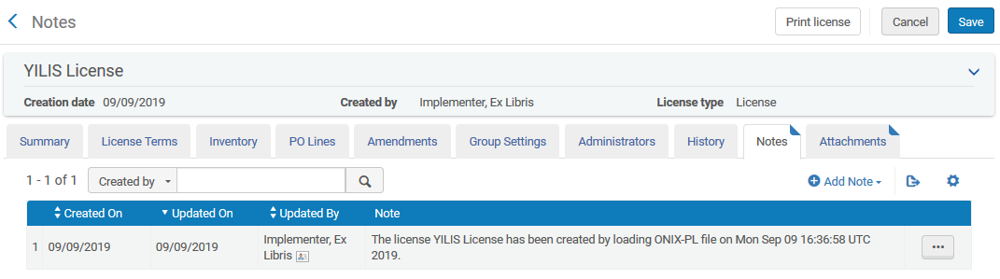 Notes
Print license
Cancel
Save
YILIS License
Creation date 09/09/2019 Created by Implementer, Ex Libris License type License
Summary License Terms Inventory PO Lines Amendments Group Settings Administrators History Notes Attachments
1 - 1 of 1 Created by Add Note
Created On Updated On Updated By Note
1 09/09/2019 09/09/2019 Implementer, Ex Libris The license YILIS License has been created by loading ONIX-PL file on Mon Sep 09 16:36:58 UTC 2019.